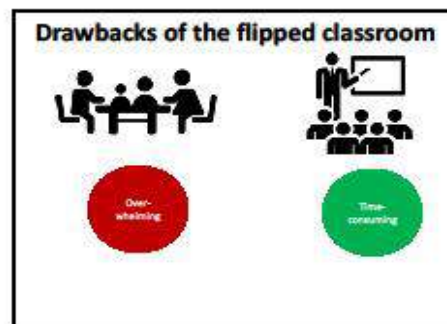 Drawbacks of the flipped classroom
Over-
whelming
Time-
consuming